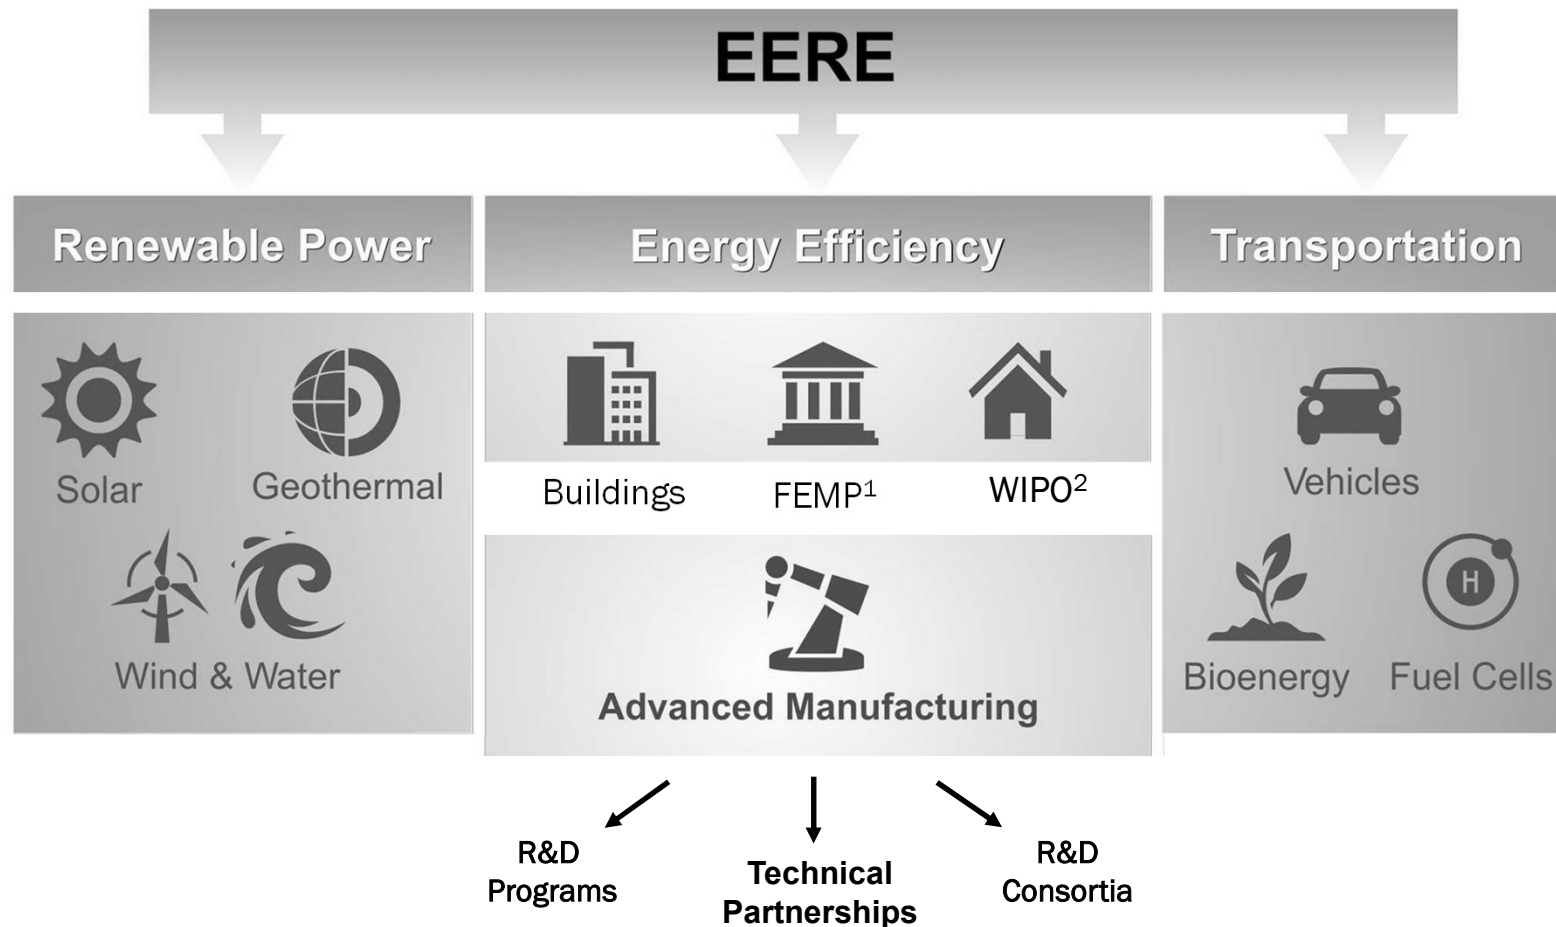 EERE
Renewable Power
Energy Efficiency
Transportation
Solar
Geothermal
Wind & Water
Buildings
FEMP¹
WIPO²
Advanced Manufacturing
Vehicles
H
Bioenergy
Fuel Cells
R&D
Programs
Technical
Partnerships
R&D
Consortia